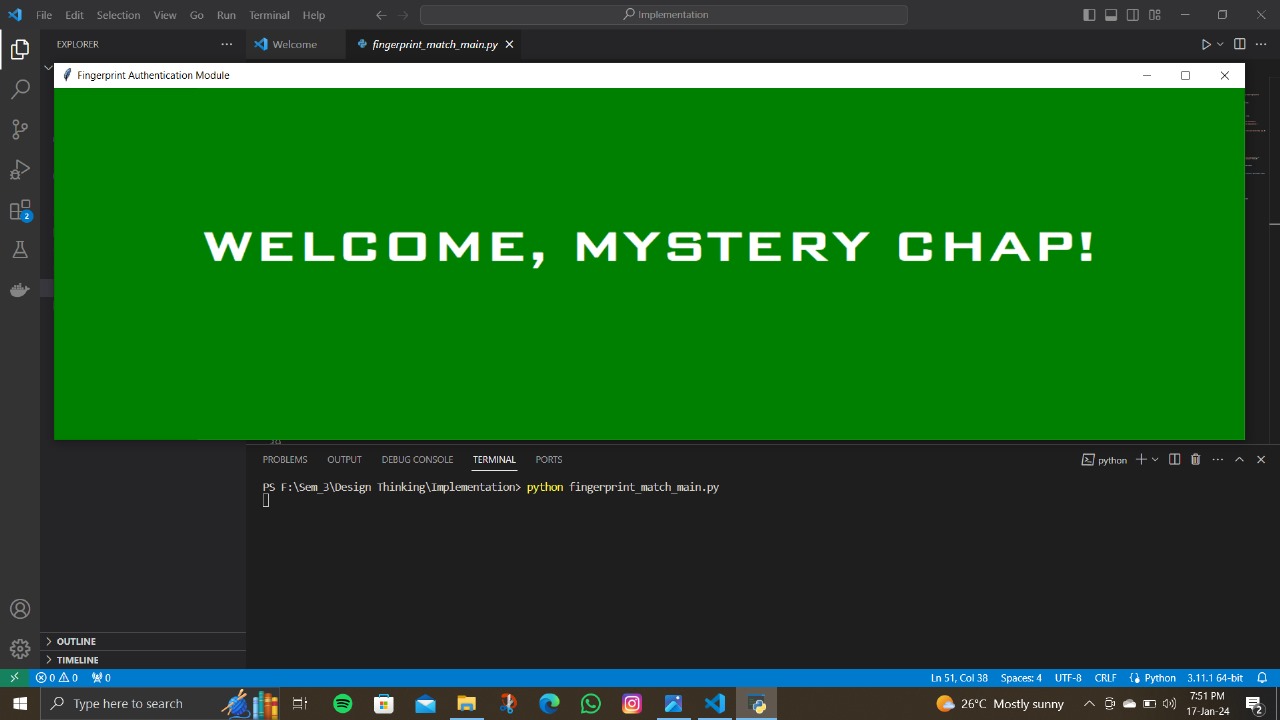 File Edit Selection View Go Run Terminal Help Implementation
EXPLORER Welcome fingerprint_match_main.py
Fingerprint Authentication Module
WELCOME, MYSTERY CHAP!
2
PROBLEMS OUTPUT DEBUG CONSOLE TERMINAL PORTS python
PS F:\Sem_3\Design Thinking\Implementation> python fingerprint_match_main.py
OUTLINE
TIMELINE
0 0 0 Ln 51, Col 38 Spaces: 4 UTF-8 CRLF Python 3.11.1 64-bit
Type here to search 26°C Mostly sunny 7:51 PM
17-Jan-24 2